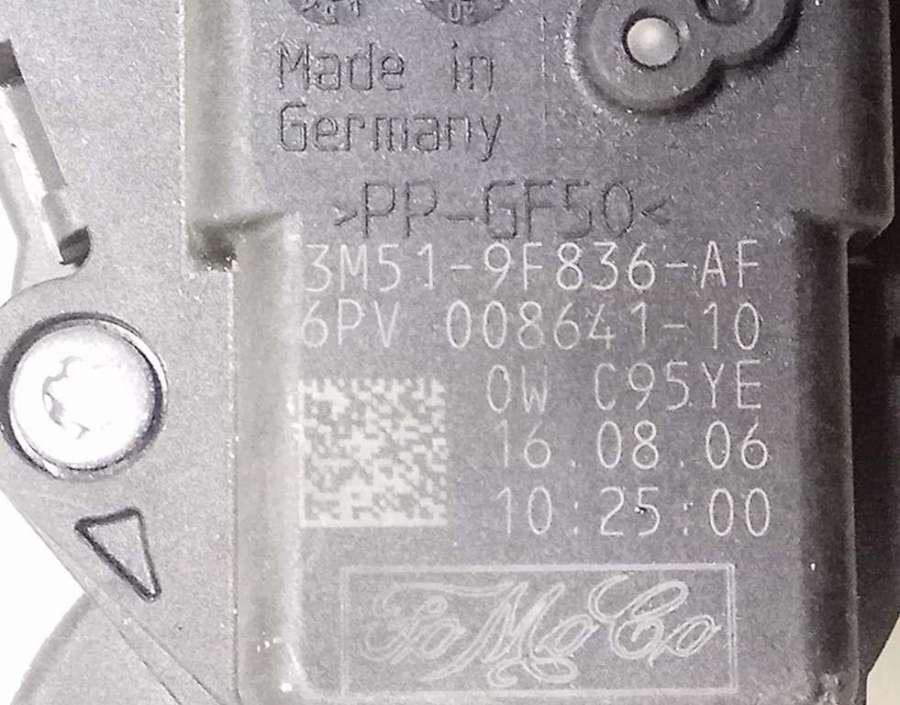 Made in
Germany
>PP-GF50<
3M51-9F836-AF
6PV 008641-10
0W C95YE
16.08.06
10:25:00
FoMoCo